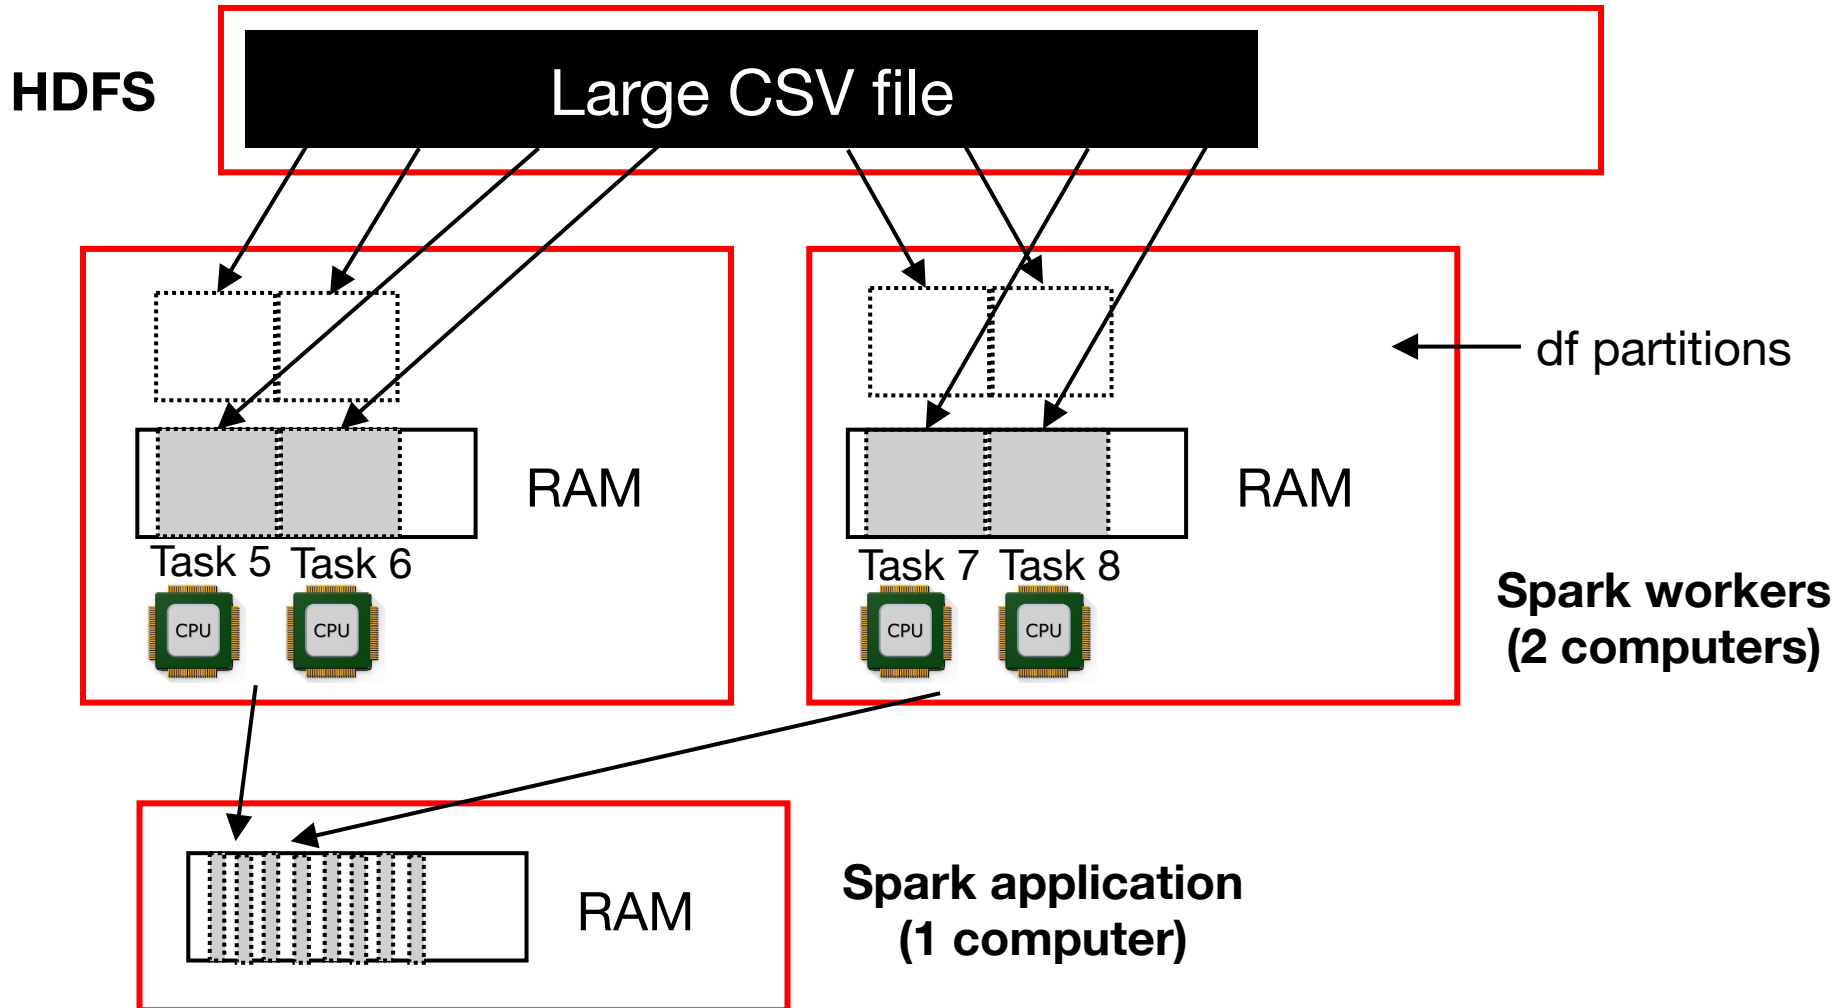 HDFS
Large CSV file
df partitions
RAM
RAM
Task 5 Task 6
Task 7 Task 8
CPU
CPU
CPU
CPU
Spark workers
(2 computers)
RAM
Spark application
(1 computer)